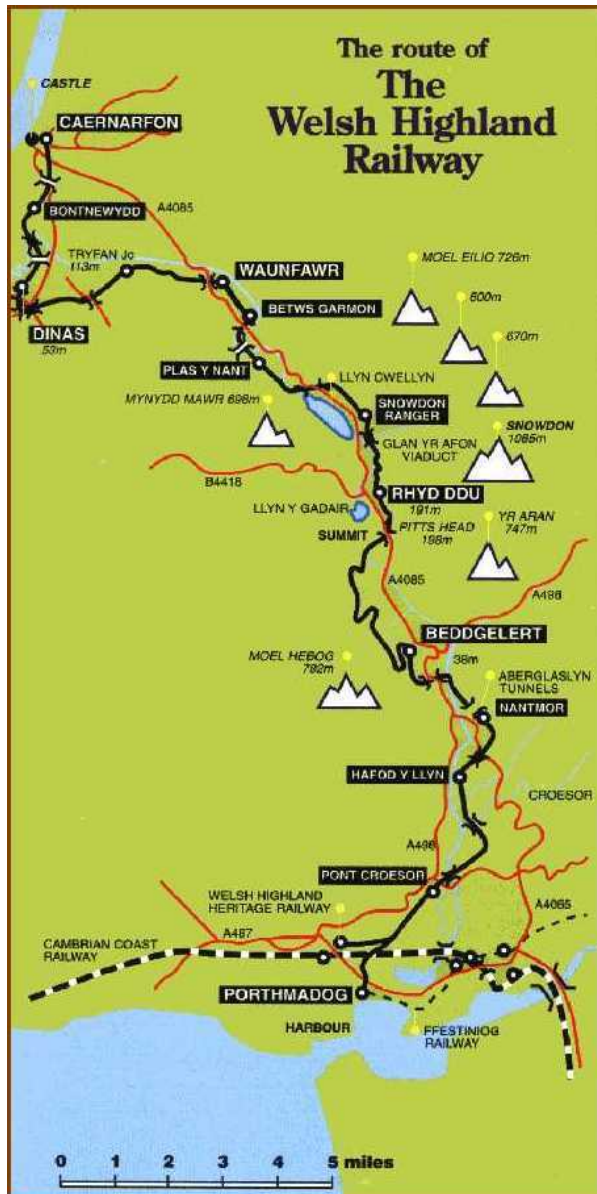 The route of
The
Welsh Highland
Railway
CASTLE
CAERNARFON
BONTNEWYDD
A4085
TRYFAN Jc
113m
WAUNFAWR
MOEL EILIO 726m
600m
BETWS GARMON
DINAS
53m
670m
PLAS Y NANT
LLYN CWELLYN
MYNYDD MAWR 698m
SNOWDON
RANGER
SNOWDON
1085m
GLAN YR AFON
VIADUCT
B4418
RHYD DDU
191m
LLYN Y GADAIR
PITTS HEAD
198m
SUMMIT
YR ARAN
747m
A4085
A498
BEDDGELERT
38m
MOEL HEBOG
782m
ABERGLASLYN
TUNNELS
NANTMOR
HAFOD Y LLYN
CROESOR
A498
PONT CROESOR
WELSH HIGHLAND
HERITAGE RAILWAY
A4085
A487
CAMBRIAN COAST
RAILWAY
PORTHMADOG
HARBOUR
FFESTINIOG
RAILWAY
0 1 2 3 4 5 miles